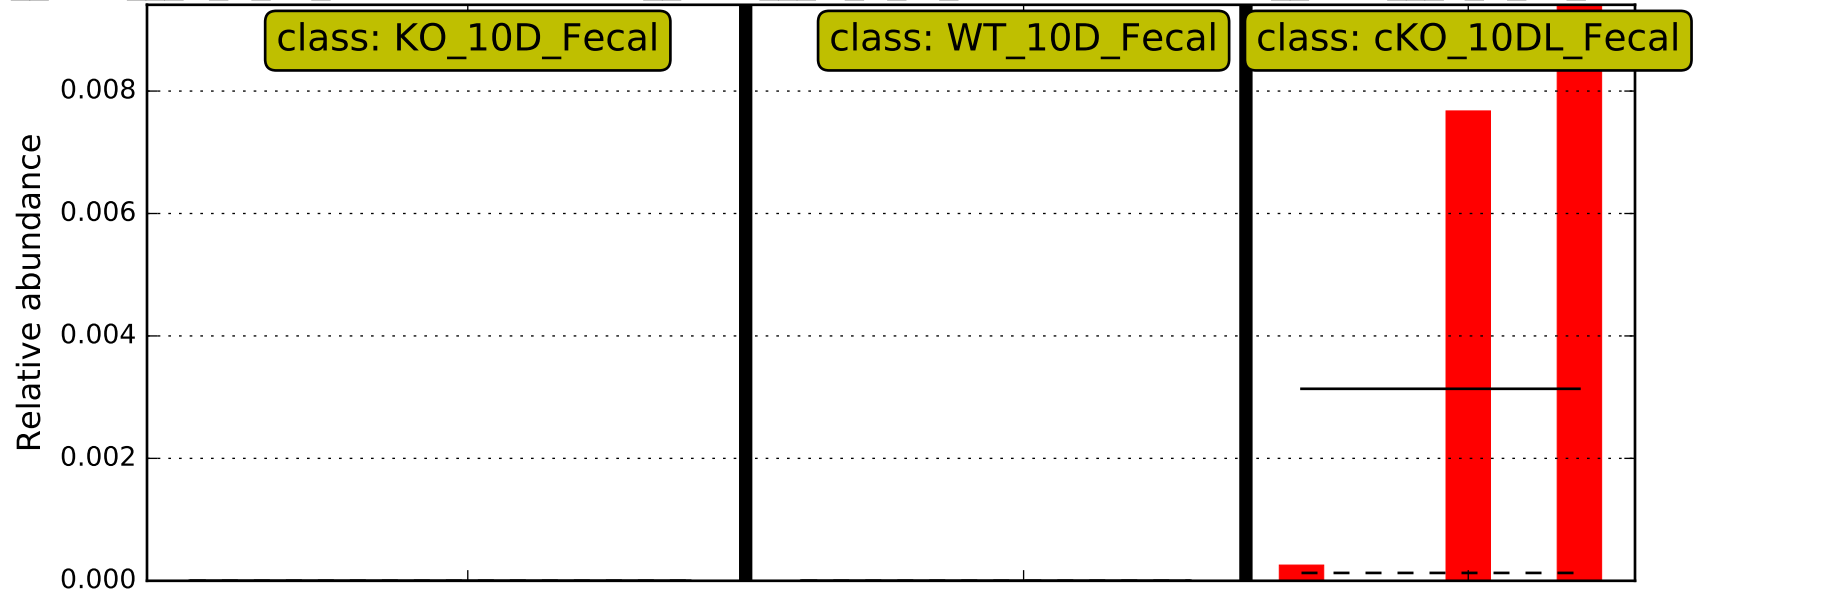 class: KO_10D_Fecal
class: WT_10D_Fecal
class: cKO_10DL_Fecal
Relative abundance
0.008
0.006
0.004
0.002
0.000